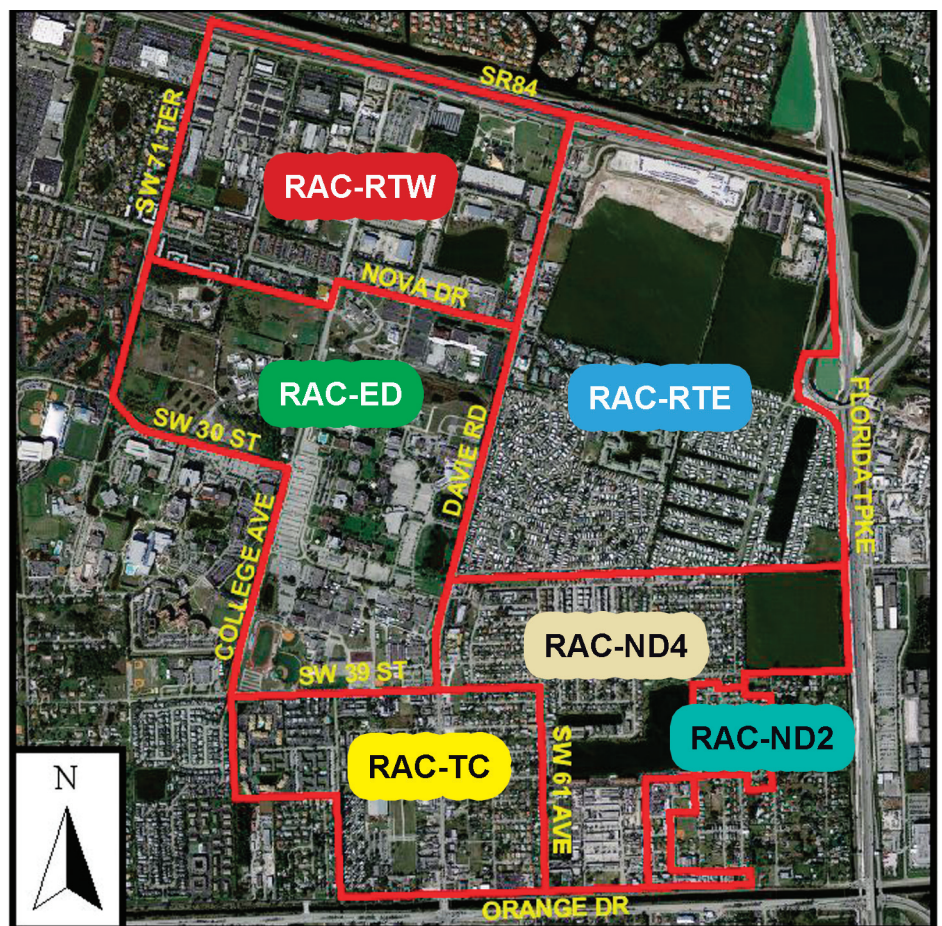 SR84
SW 71 TER
RAC-RTW
NOVA DR
RAC-ED
RAC-RTE
SW 30 ST
DAVIE RD
FLORIDA TPKE
COLLEGE AVE
RAC-ND4
SW 39 ST
RAC-ND2
SW 61 AVE
RAC-TC
N
ORANGE DR